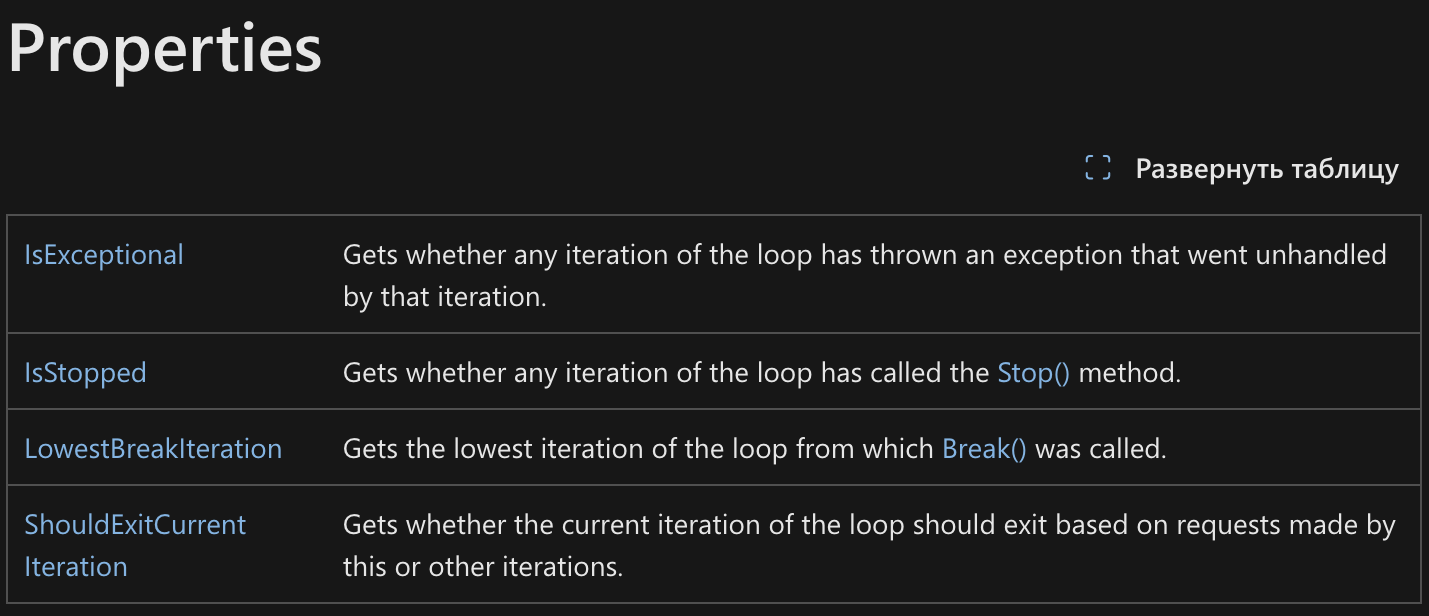 Properties
Развернуть таблицу
IsExceptional
Gets whether any iteration of the loop has thrown an exception that went unhandled
by that iteration.
IsStopped
Gets whether any iteration of the loop has called the Stop() method.
LowestBreakIteration
Gets the lowest iteration of the loop from which Break() was called.
ShouldExitCurrent
Iteration
Gets whether the current iteration of the loop should exit based on requests made by
this or other iterations.